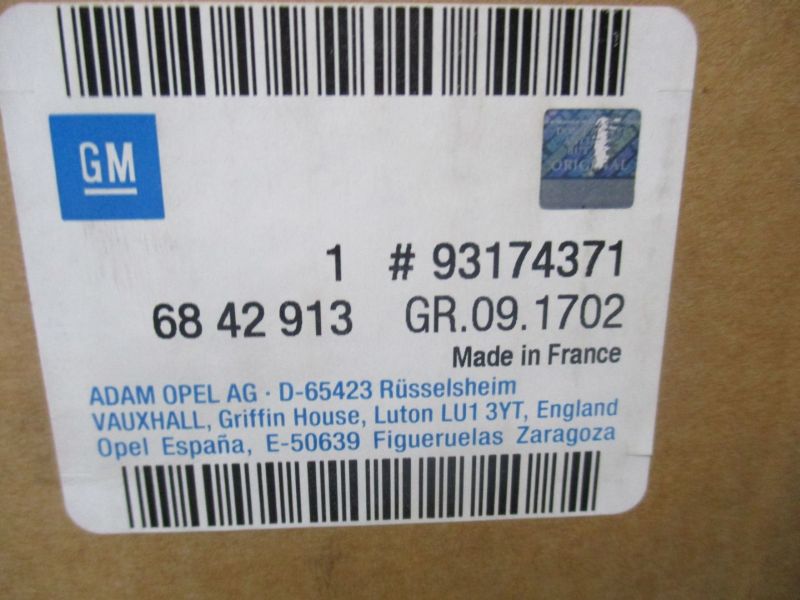 GM
ORIGINAL
1 # 93174371
68 42 913 GR.09.1702
Made in France
ADAM OPEL AG · D-65423 Rüsselsheim
VAUXHALL, Griffin House, Luton LU1 3YT, England
Opel España, E-50639 Figueruelas Zaragoza